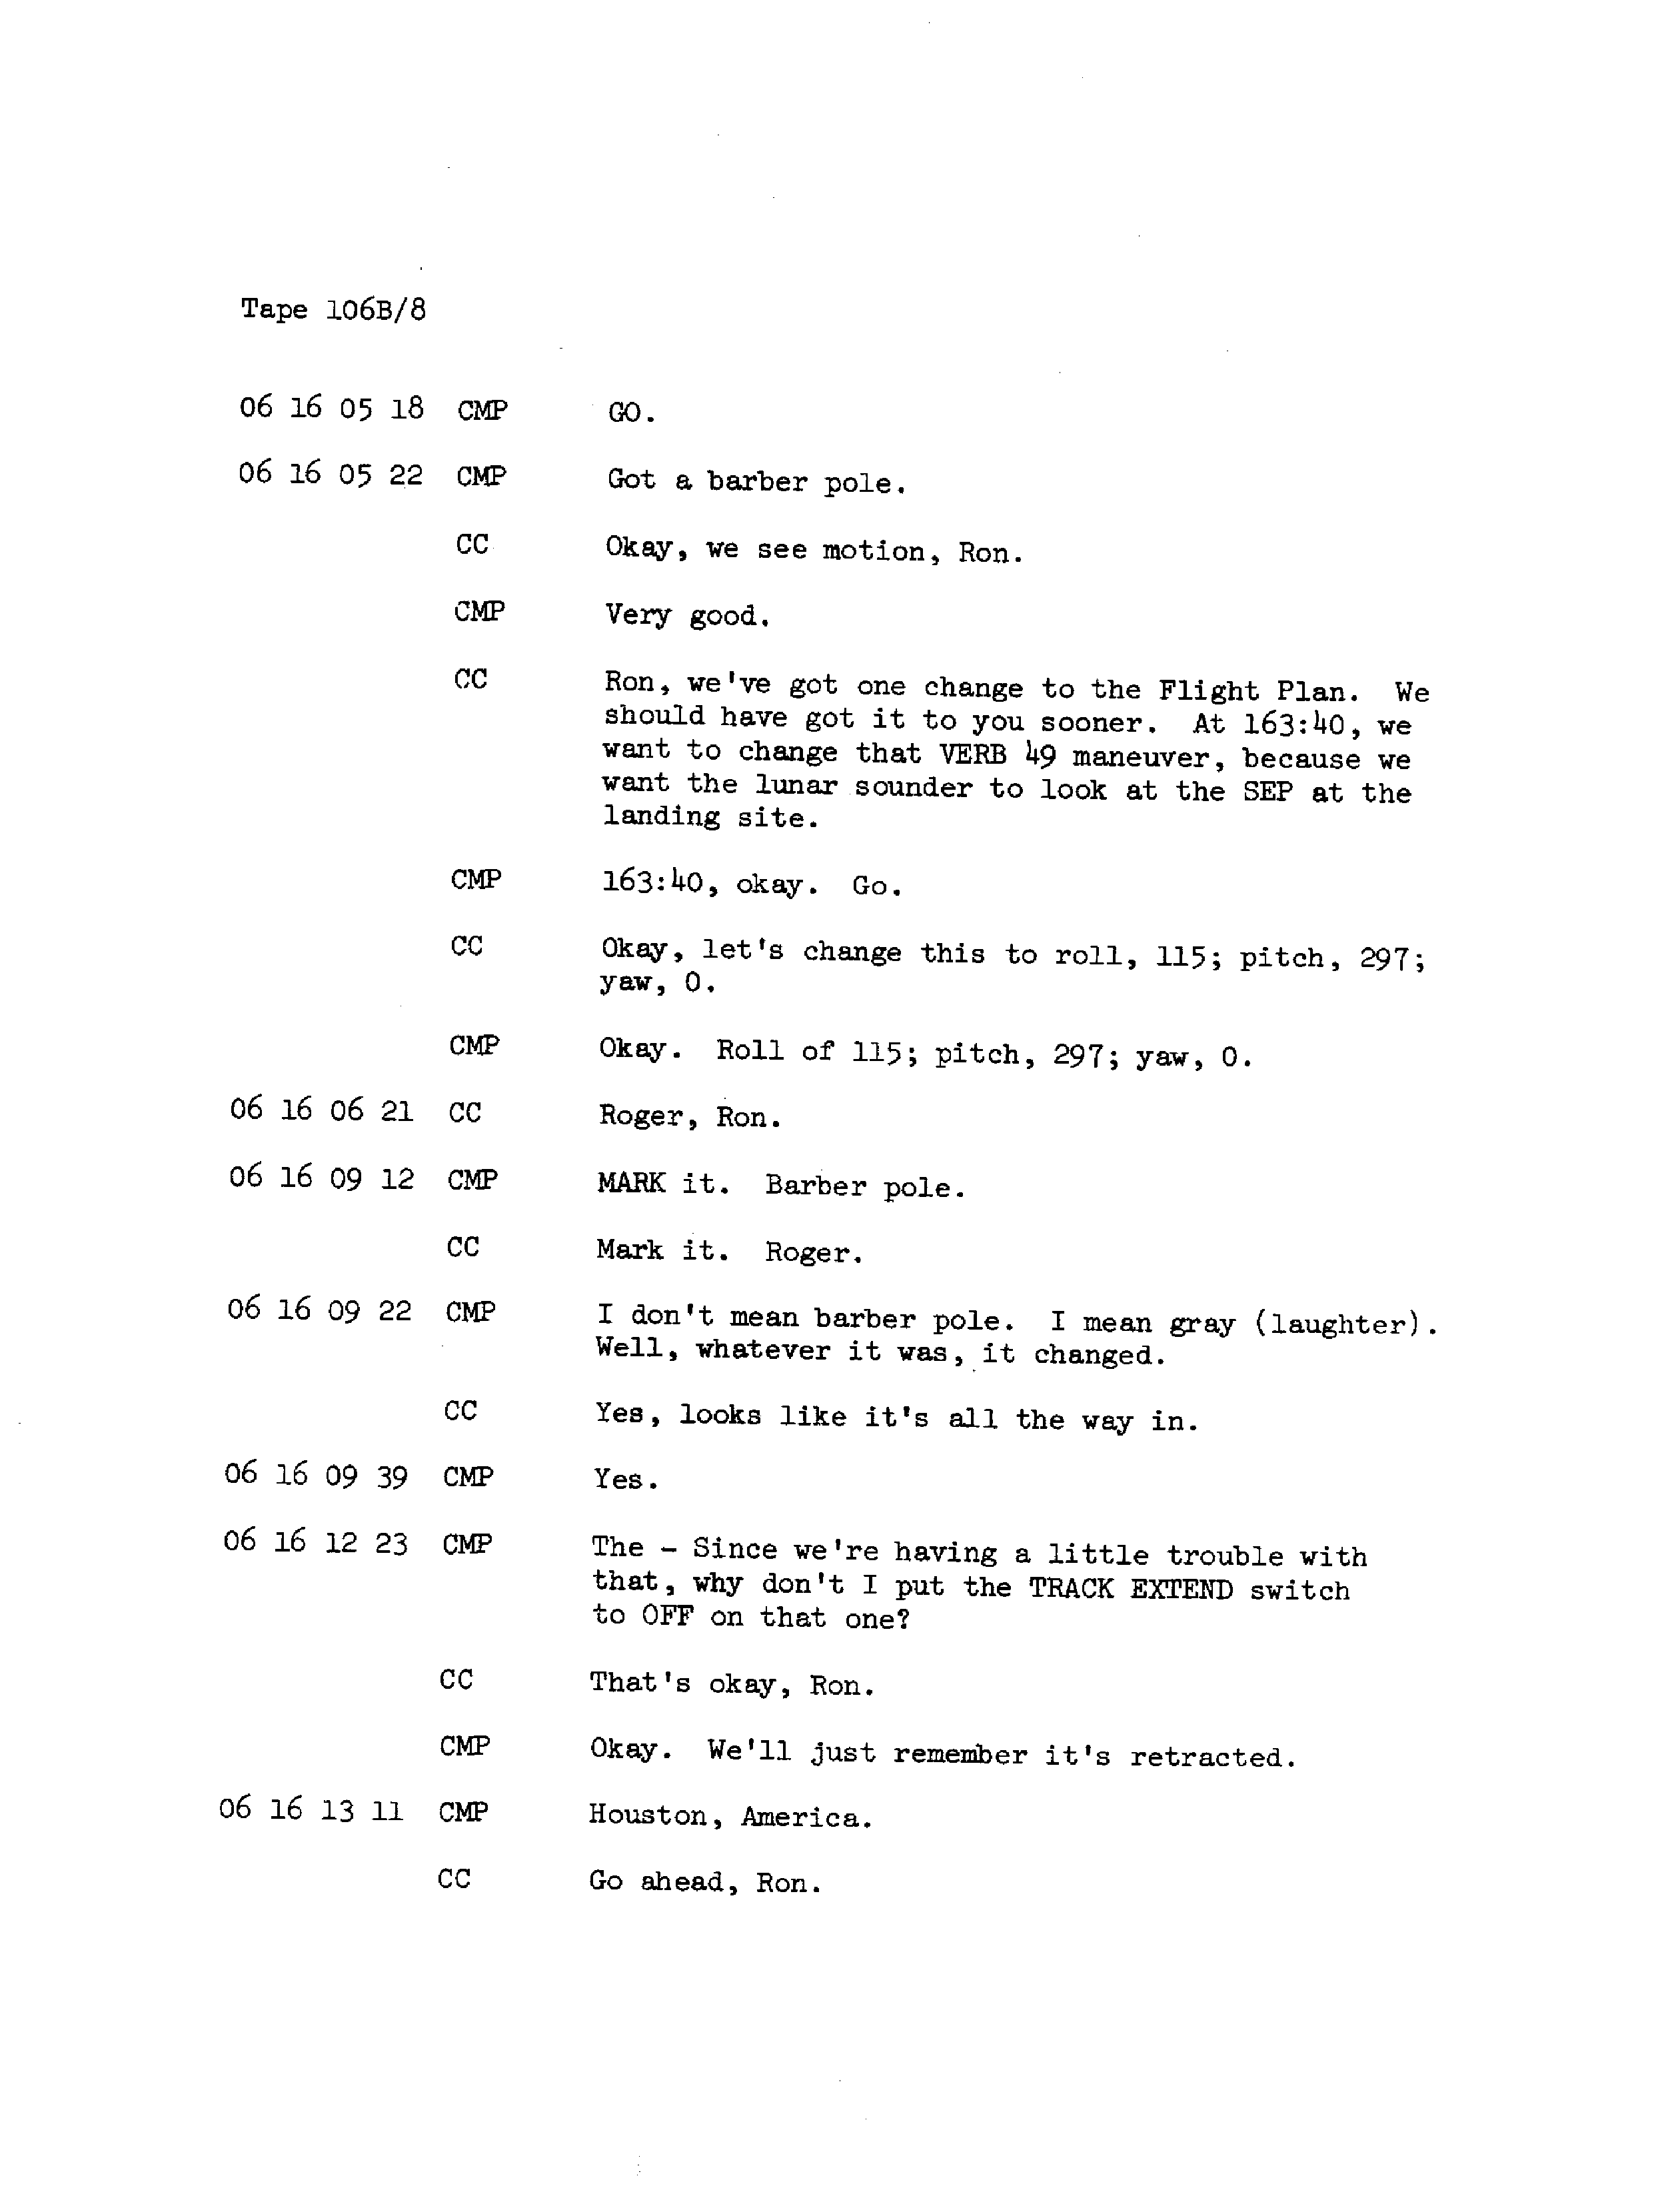 Tape 106B/8
06 16 05 18 CMP GO.
06 16 05 22 CMP Got a barber pole.
CC Okay, we see motion, Ron.
CMP Very good.
CC Ron, we've got one change to the Flight Plan. We
should have got it to you sooner. At 163:40, we
want to change that VERB 49 maneuver, because we
want the lunar sounder to look at the SEP at the
landing site.
CMP 163:40, okay. Go.
CC Okay, let's change this to roll, 115; pitch, 297;
yaw, 0.
CMP Okay. Roll of 115; pitch, 297; yaw, 0.
06 16 06 21 CC Roger, Ron.
06 16 09 12 CMP MARK it. Barber pole.
CC Mark it. Roger.
06 16 09 22 CMP I don't mean barber pole. I mean gray (laughter).
Well, whatever it was, it changed.
CC Yes, looks like it's all the way in.
06 16 09 39 CMP Yes.
06 16 12 23 CMP The - Since we're having a little trouble with
that, why don't I put the TRACK EXTEND switch
to OFF on that one?
CC That's okay, Ron.
CMP Okay. We'll just remember it's retracted.
06 16 13 11 CMP Houston, America.
CC Go ahead, Ron.